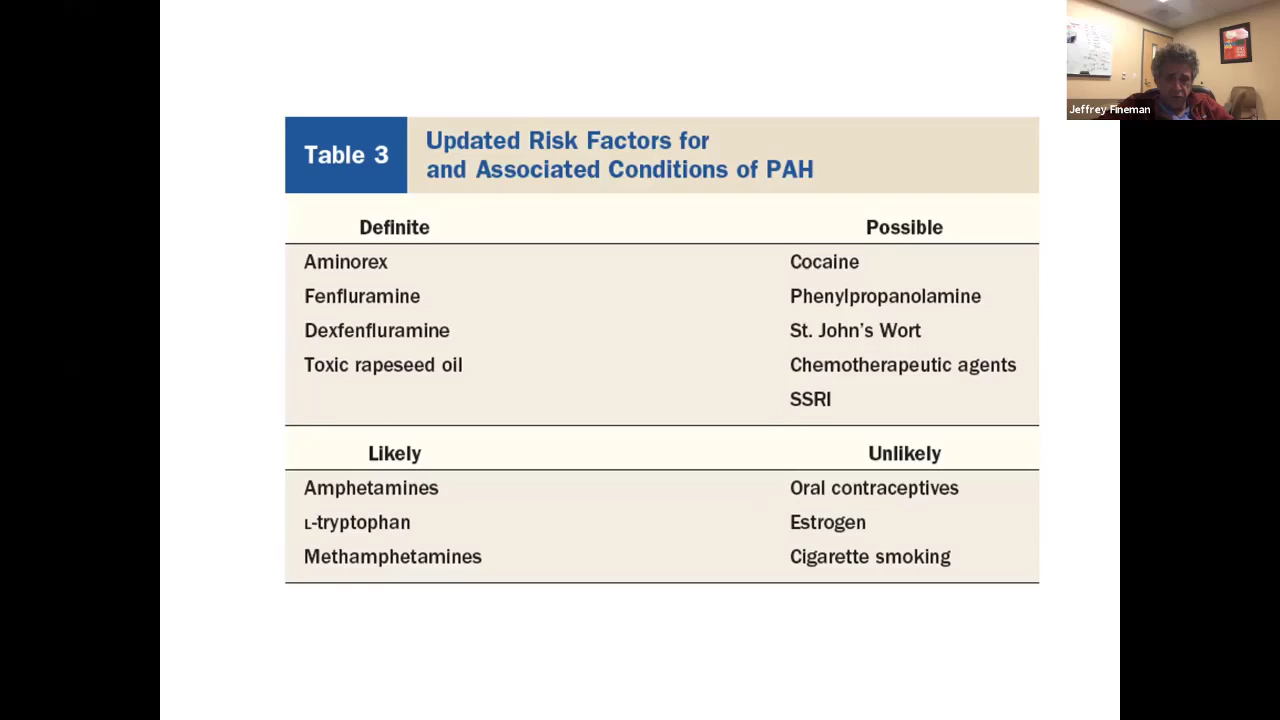 Jeffrey Fineman
Table 3
Updated Risk Factors for
and Associated Conditions of PAH
Definite
Possible
Aminorex
Cocaine
Fenfluramine
Phenylpropanolamine
Dexfenfluramine
St. John's Wort
Toxic rapeseed oil
Chemotherapeutic agents
SSRI
Likely
Unlikely
Amphetamines
Oral contraceptives
L-tryptophan
Estrogen
Methamphetamines
Cigarette smoking